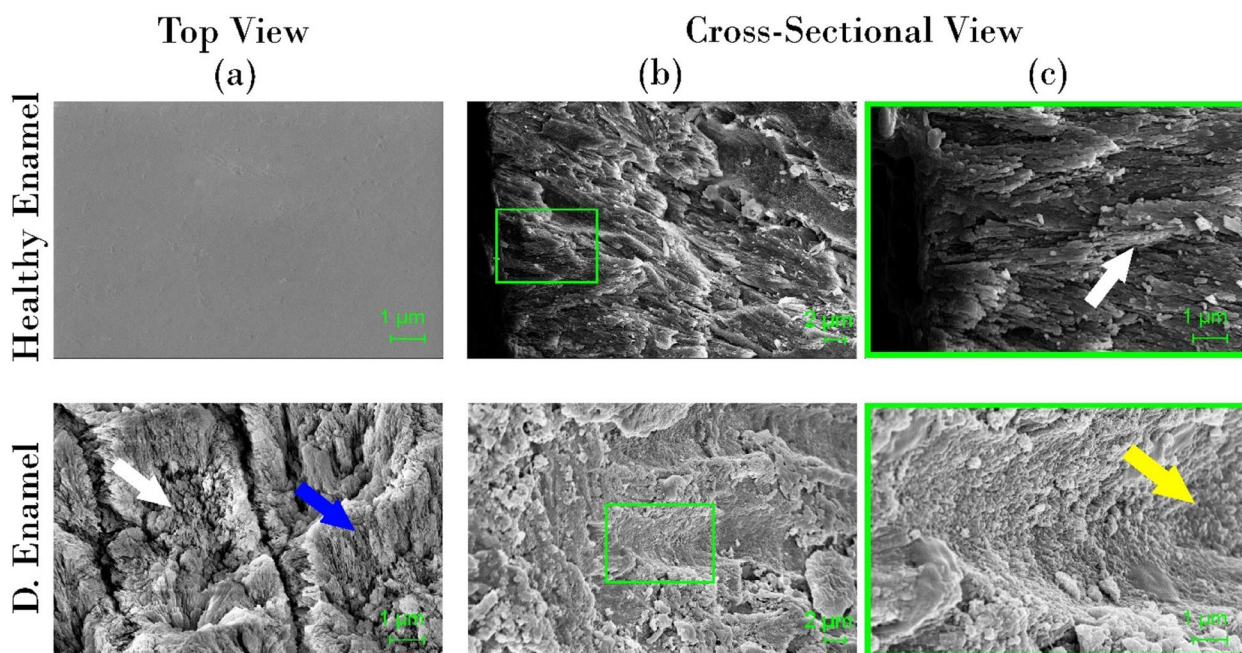 Top View
Cross-Sectional View
(a)
(b)
(c)
Healthy Enamel
1 µm
2 µm
1 µm
D. Enamel
1 µm
2 µm
1 µm